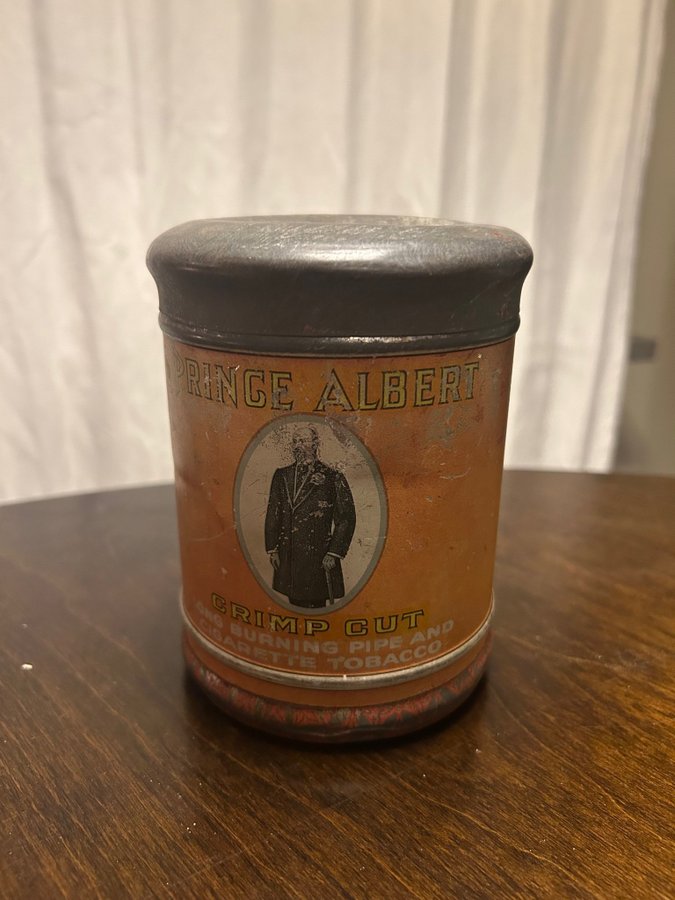 PRINCE ALBERT
CRIMP CUT
LONG BURNING PIPE AND
CIGARETTE TOBACCO